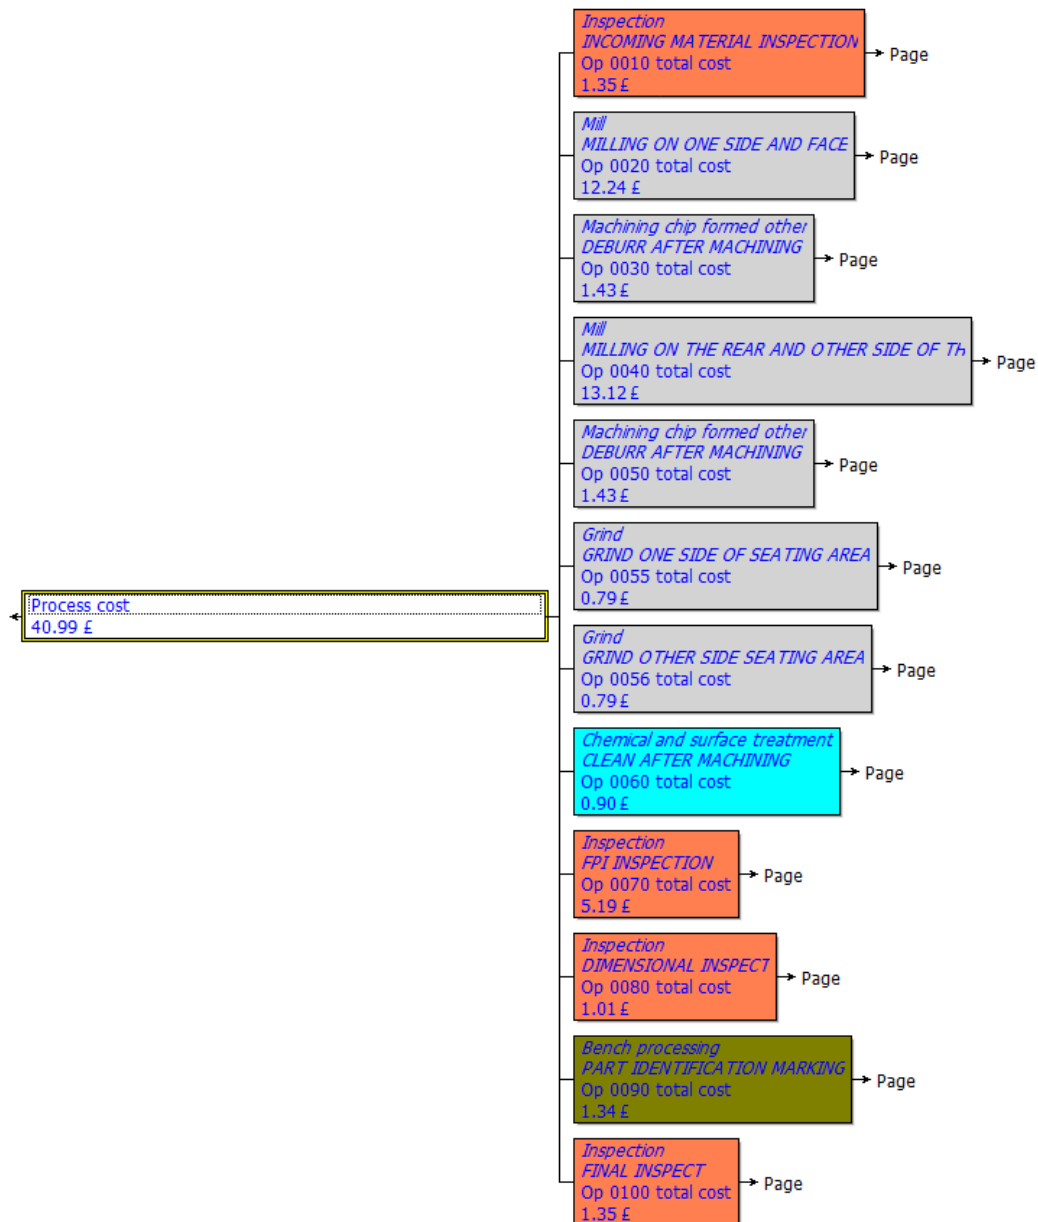 Inspection
INCOMING MATERIAL INSPECTION
Op 0010 total cost
1.35 £
Page
Mill
MILLING ON ONE SIDE AND FACE
Op 0020 total cost
12.24 £
Page
Machining chip formed other
DEBURR AFTER MACHINING
Op 0030 total cost
1.43 £
Page
Mill
MILLING ON THE REAR AND OTHER SIDE OF TH
Op 0040 total cost
13.12 £
Page
Machining chip formed other
DEBURR AFTER MACHINING
Op 0050 total cost
1.43 £
Page
Grind
GRIND ONE SIDE OF SEATING AREA
Op 0055 total cost
0.79 £
Page
Process cost
40.99 £
Grind
GRIND OTHER SIDE SEATING AREA
Op 0056 total cost
0.79 £
Page
Chemical and surface treatment
CLEAN AFTER MACHINING
Op 0060 total cost
0.90 £
Page
Inspection
FPI INSPECTION
Op 0070 total cost
5.19 £
Page
Inspection
DIMENSIONAL INSPECT
Op 0080 total cost
1.01 £
Page
Bench processing
PART IDENTIFICATION MARKING
Op 0090 total cost
1.34 £
Page
Inspection
FINAL INSPECT
Op 0100 total cost
1.35 £
Page